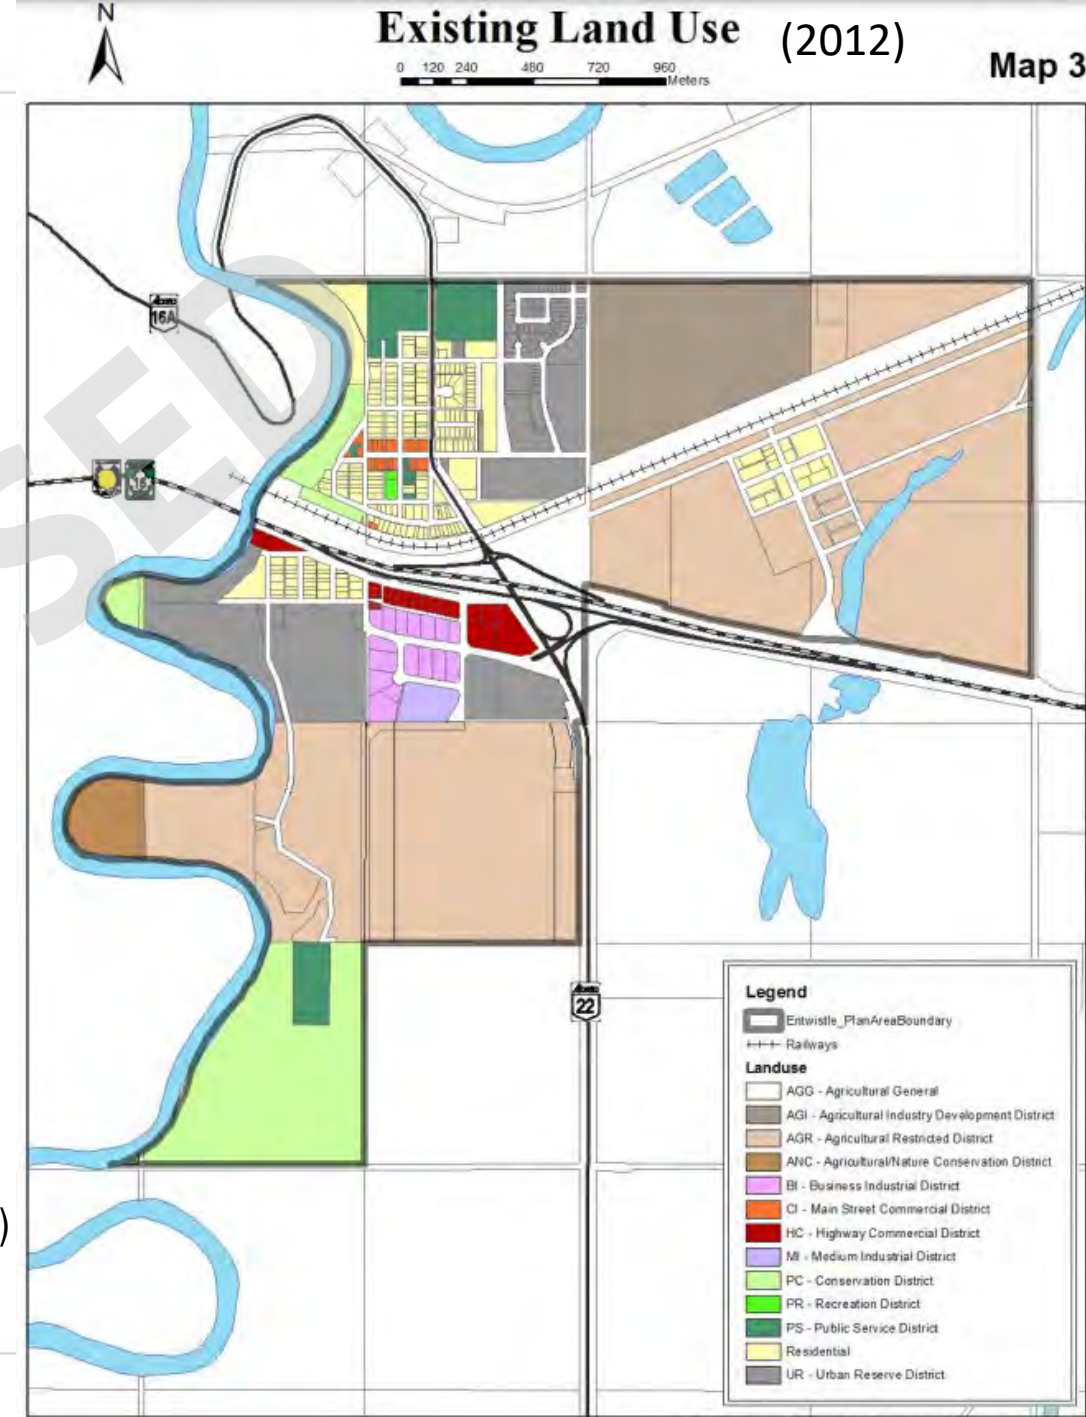 N
Existing Land Use (2012)
0 120 240 480 720 960
Meters
Map 3
SED
16A
16
22
)
Legend
Entwistle_PlanAreaBoundary
Railways
Landuse
AGG - Agricultural General
AGI - Agricultural Industry Development District
AGR - Agricultural Restricted District
ANC - Agricultural/Nature Conservation District
BI - Business Industrial District
CI - Main Street Commercial District
HC - Highway Commercial District
MI - Medium Industrial District
PC - Conservation District
PR - Recreation District
PS - Public Service District
Residential
UR - Urban Reserve District